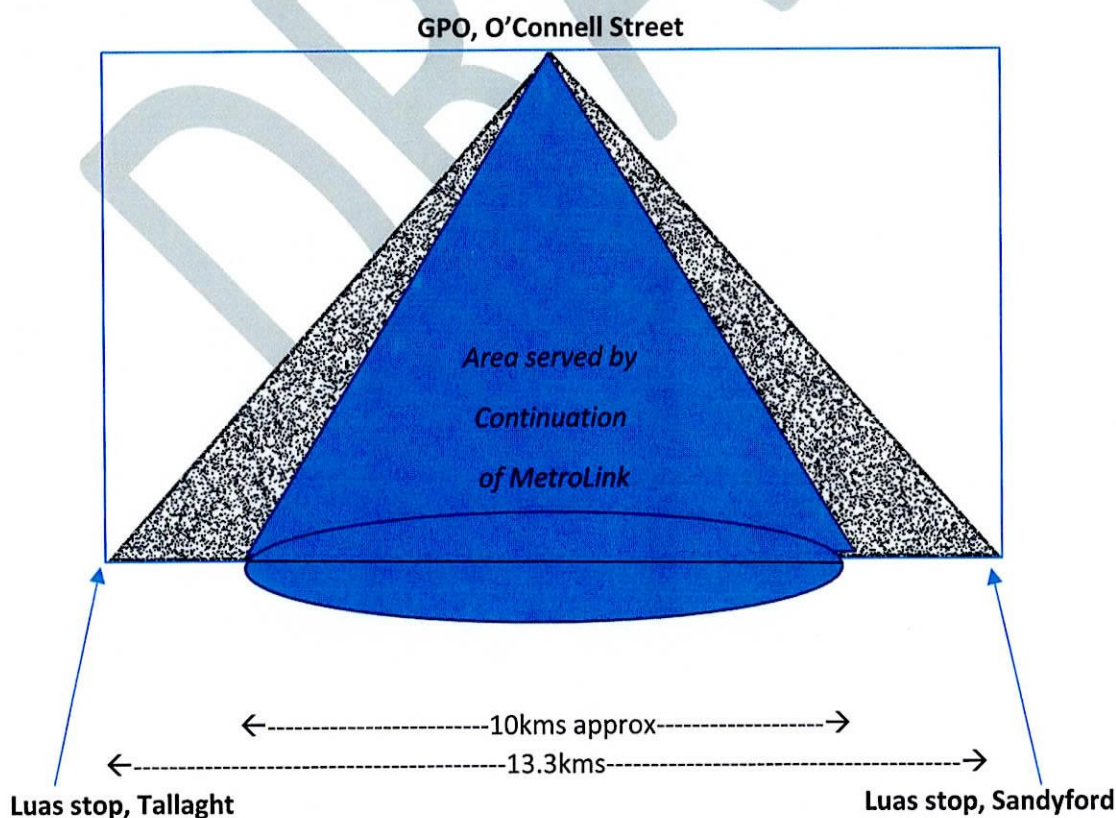 GPO, O'Connell Street
Area served by
Continuation
of MetroLink
←-----------------------10kms approx------------------→
←-----------------------------------13.3kms-----------------------------------→
Luas stop, Tallaght
Luas stop, Sandyford